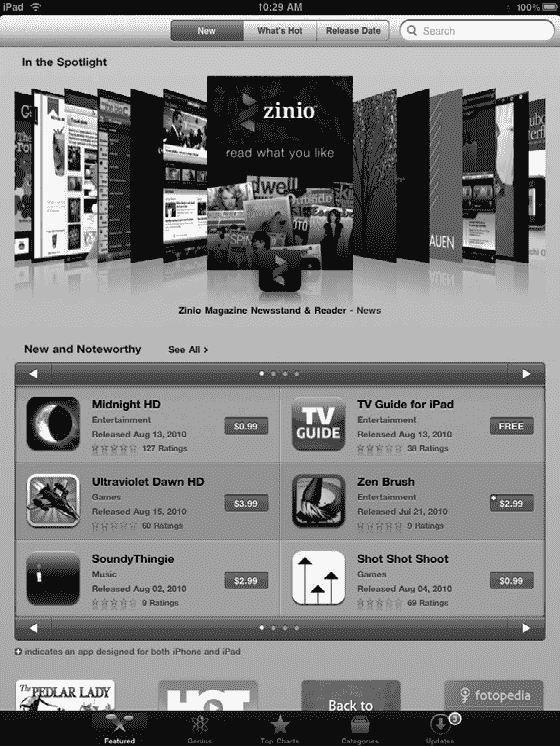 iPad 10:29 AM 100%
New What's Hot Release Date Search
In the Spotlight
zinio
read what you like
dwell
AUEN
Zinio Magazine Newsstand & Reader - News
New and Noteworthy See All >
Midnight HD
Entertainment
Released Aug 13, 2010
127 Ratings
$0.99
TV GUIDE
TV Guide for iPad
Entertainment
Released Aug 13, 2010
38 Ratings
FREE
Ultraviolet Dawn HD
Games
Released Aug 15, 2010
60 Ratings
$3.99
Zen Brush
Entertainment
Released Jul 21, 2010
9 Ratings
+ $2.99
SoundyThingie
Music
Released Aug 02, 2010
9 Ratings
$2.99
Shot Shot Shoot
Games
Released Aug 04, 2010
69 Ratings
$0.99
+ indicates an app designed for both iPhone and iPad
The PEDLAR LADY
HOT
Back to
fotopedia
Featured Genius Top Charts Categories Updates